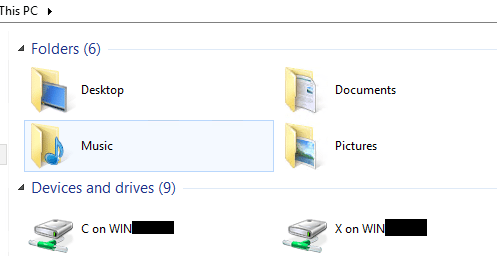 This PC
Folders (6)
Desktop Documents
Music Pictures
Devices and drives (9)
C on WIN X on WIN